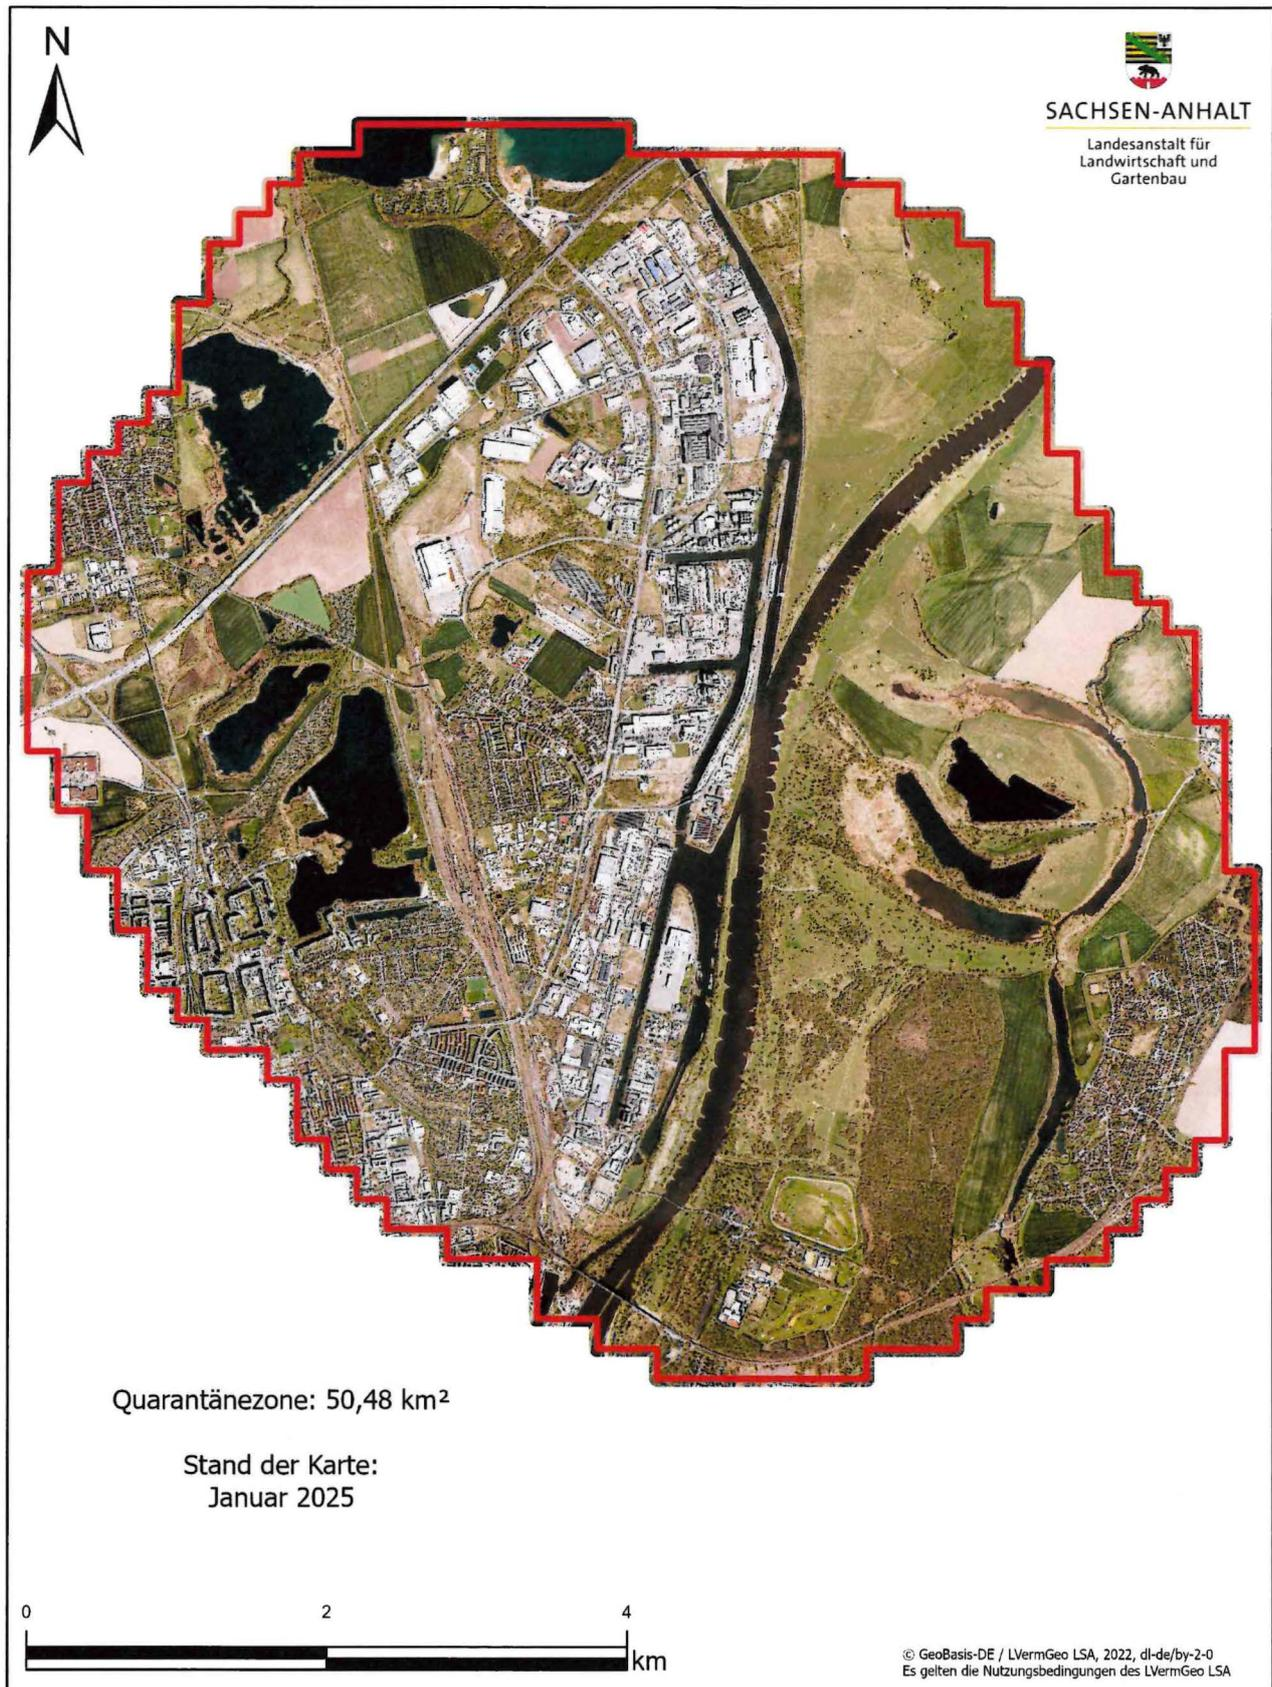 N
SACHSEN-ANHALT
Landesanstalt für
Landwirtschaft und
Gartenbau
Quarantänezone: 50,48 km²
Stand der Karte:
Januar 2025
0 2 4
km
© GeoBasis-DE / LVermGeo LSA, 2022, dl-de/by-2-0
Es gelten die Nutzungsbedingungen des LVermGeo LSA